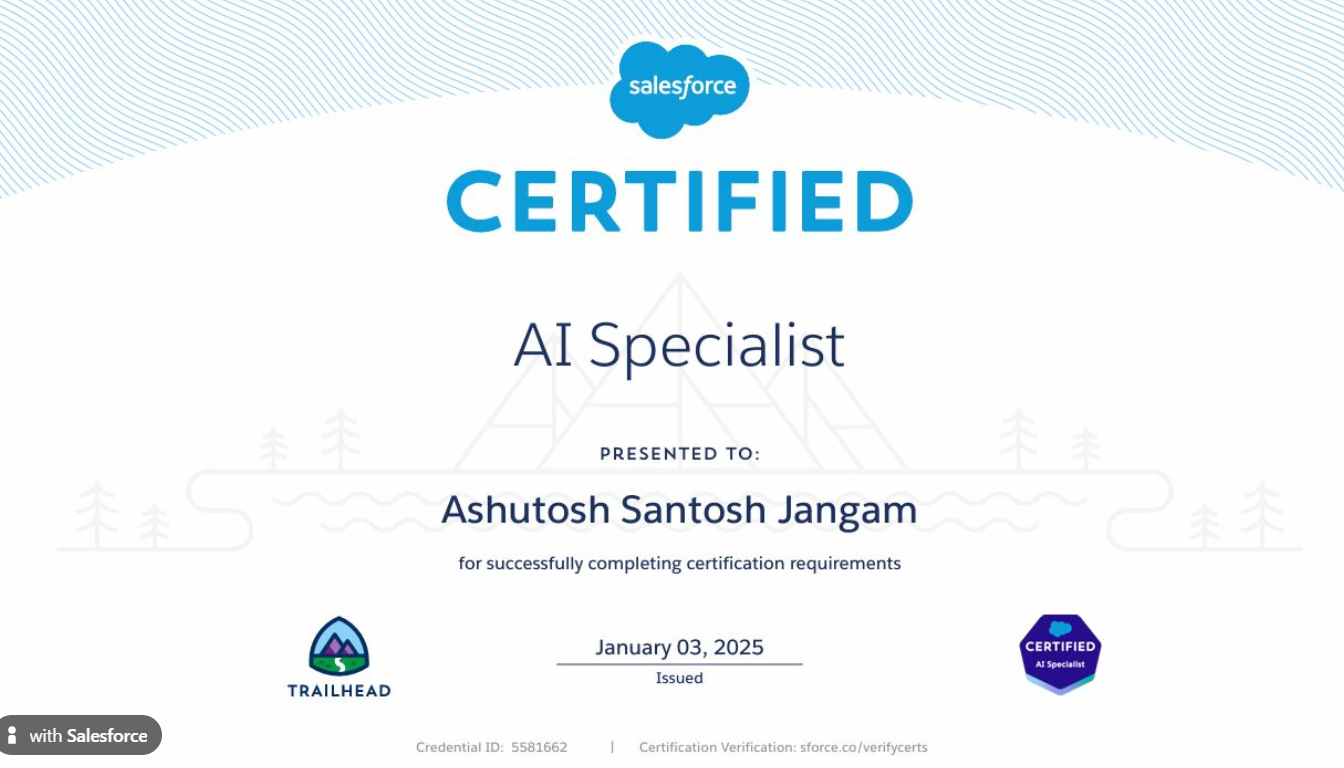 salesforce
CERTIFIED
AI Specialist
PRESENTED TO:
Ashutosh Santosh Jangam
for successfully completing certification requirements
January 03, 2025
Issued
TRAILHEAD
CERTIFIED
AI Specialist
with Salesforce
Credential ID: 5581662 | Certification Verification: sforce.co/verifycerts